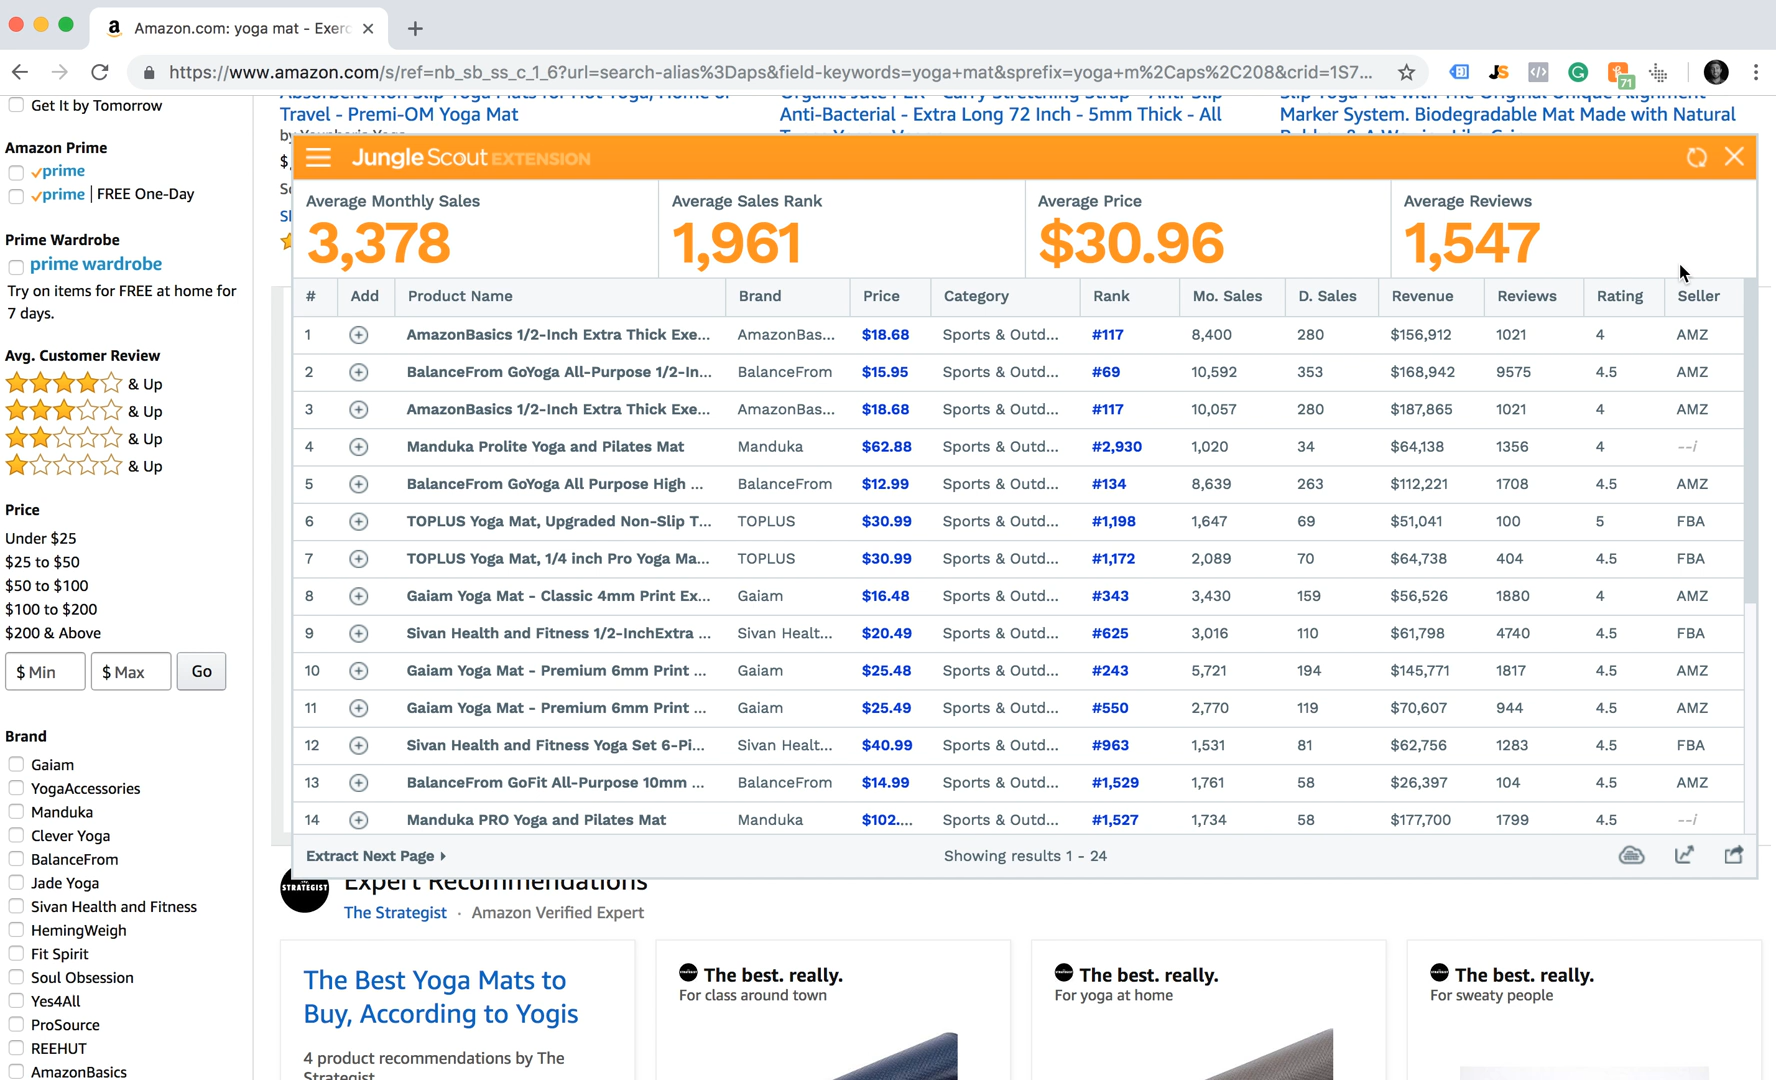 Amazon.com: yoga mat - Exerc
https://www.amazon.com/s/ref=nb_sb_ss_c_1_6?url=search-alias%3Daps&field-keywords=yoga+mat&sprefix=yoga+m%2Caps%2C208&crid=1S7...
71
Get It by Tomorrow
Amazon Prime
prime
prime | FREE One-Day
Prime Wardrobe
prime wardrobe
Try on items for FREE at home for
7 days.
Avg. Customer Review
& Up
& Up
& Up
& Up
Price
Under $25
$25 to $50
$50 to $100
$100 to $200
$200 & Above
$ Min $ Max Go
Brand
Gaiam
YogaAccessories
Manduka
Clever Yoga
BalanceFrom
Jade Yoga
Sivan Health and Fitness
HemingWeigh
Fit Spirit
Soul Obsession
Yes4All
ProSource
REEHUT
AmazonBasics
Travel - Premi-OM Yoga Mat
Anti-Bacterial - Extra Long 72 Inch - 5mm Thick - All
Marker System. Biodegradable Mat Made with Natural
Jungle Scout EXTENSION
Average Monthly Sales
3,378
Average Sales Rank
1,961
Average Price
$30.96
Average Reviews
1,547
# Add Product Name Brand Price Category Rank Mo. Sales D. Sales Revenue Reviews Rating Seller
1 AmazonBasics 1/2-Inch Extra Thick Exe... AmazonBas... $18.68 Sports & Outd... #117 8,400 280 $156,912 1021 4 AMZ
2 BalanceFrom GoYoga All-Purpose 1/2-In... BalanceFrom $15.95 Sports & Outd... #69 10,592 353 $168,942 9575 4.5 AMZ
3 AmazonBasics 1/2-Inch Extra Thick Exe... AmazonBas... $18.68 Sports & Outd... #117 10,057 280 $187,865 1021 4 AMZ
4 Manduka Prolite Yoga and Pilates Mat Manduka $62.88 Sports & Outd... #2,930 1,020 34 $64,138 1356 4 --i
5 BalanceFrom GoYoga All Purpose High ... BalanceFrom $12.99 Sports & Outd... #134 8,639 263 $112,221 1708 4.5 AMZ
6 TOPLUS Yoga Mat, Upgraded Non-Slip T... TOPLUS $30.99 Sports & Outd... #1,198 1,647 69 $51,041 100 5 FBA
7 TOPLUS Yoga Mat, 1/4 inch Pro Yoga Ma... TOPLUS $30.99 Sports & Outd... #1,172 2,089 70 $64,738 404 4.5 FBA
8 Gaiam Yoga Mat - Classic 4mm Print Ex... Gaiam $16.48 Sports & Outd... #343 3,430 159 $56,526 1880 4 AMZ
9 Sivan Health and Fitness 1/2-InchExtra ... Sivan Healt... $20.49 Sports & Outd... #625 3,016 110 $61,798 4740 4.5 FBA
10 Gaiam Yoga Mat - Premium 6mm Print ... Gaiam $25.48 Sports & Outd... #243 5,721 194 $145,771 1817 4.5 AMZ
11 Gaiam Yoga Mat - Premium 6mm Print ... Gaiam $25.49 Sports & Outd... #550 2,770 119 $70,607 944 4.5 AMZ
12 Sivan Health and Fitness Yoga Set 6-Pi... Sivan Healt... $40.99 Sports & Outd... #963 1,531 81 $62,756 1283 4.5 FBA
13 BalanceFrom GoFit All-Purpose 10mm ... BalanceFrom $14.99 Sports & Outd... #1,529 1,761 58 $26,397 104 4.5 AMZ
14 Manduka PRO Yoga and Pilates Mat Manduka $102.... Sports & Outd... #1,527 1,734 58 $177,700 1799 4.5 --i
Extract Next Page Showing results 1 - 24
STRATEGIST
Expert Recommendations
The Strategist · Amazon Verified Expert
The Best Yoga Mats to
Buy, According to Yogis
4 product recommendations by The
Strategist
The best. really.
For class around town
The best. really.
For yoga at home
The best. really.
For sweaty people